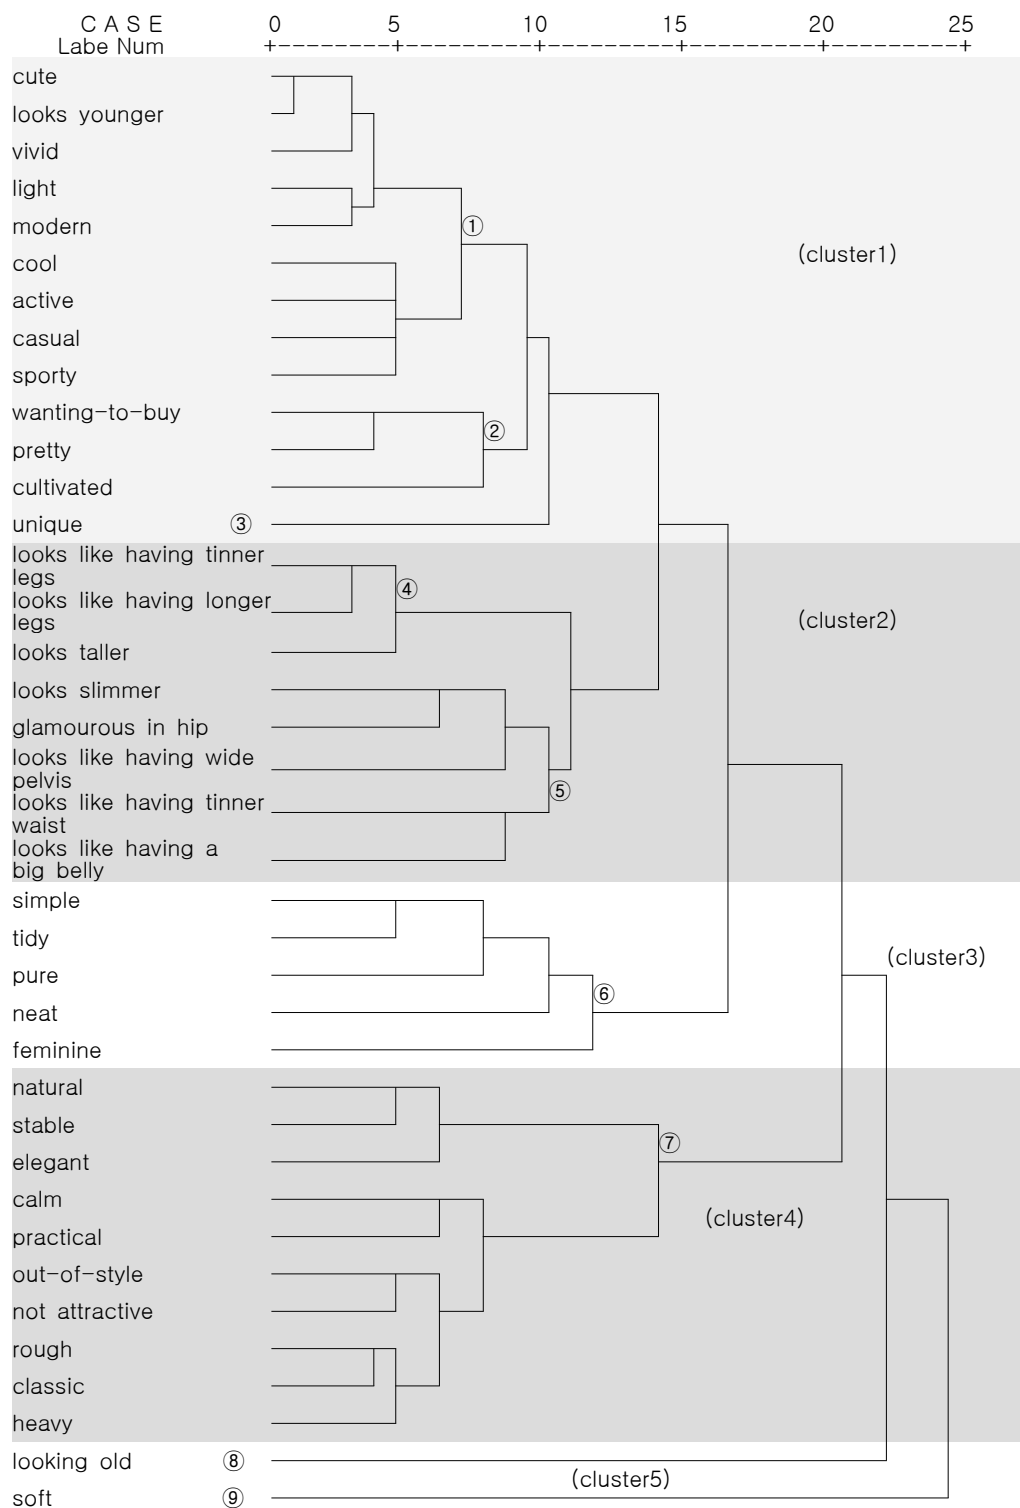 CASE 0 5 10 15 20 25
Labe Num +---------+---------+---------+---------+---------+
cute
looks younger
vivid
light
modern
①
cool
(cluster1)
active
casual
sporty
wanting-to-buy
②
pretty
cultivated
unique ③
looks like having tinner
legs
④
looks like having longer
legs
(cluster2)
looks taller
looks slimmer
glamourous in hip
looks like having wide
pelvis
⑤
looks like having tinner
waist
looks like having a
big belly
simple
tidy
(cluster3)
pure
⑥
neat
feminine
natural
stable
⑦
elegant
calm
(cluster4)
practical
out-of-style
not attractive
rough
classic
heavy
looking old ⑧
(cluster5)
soft ⑨